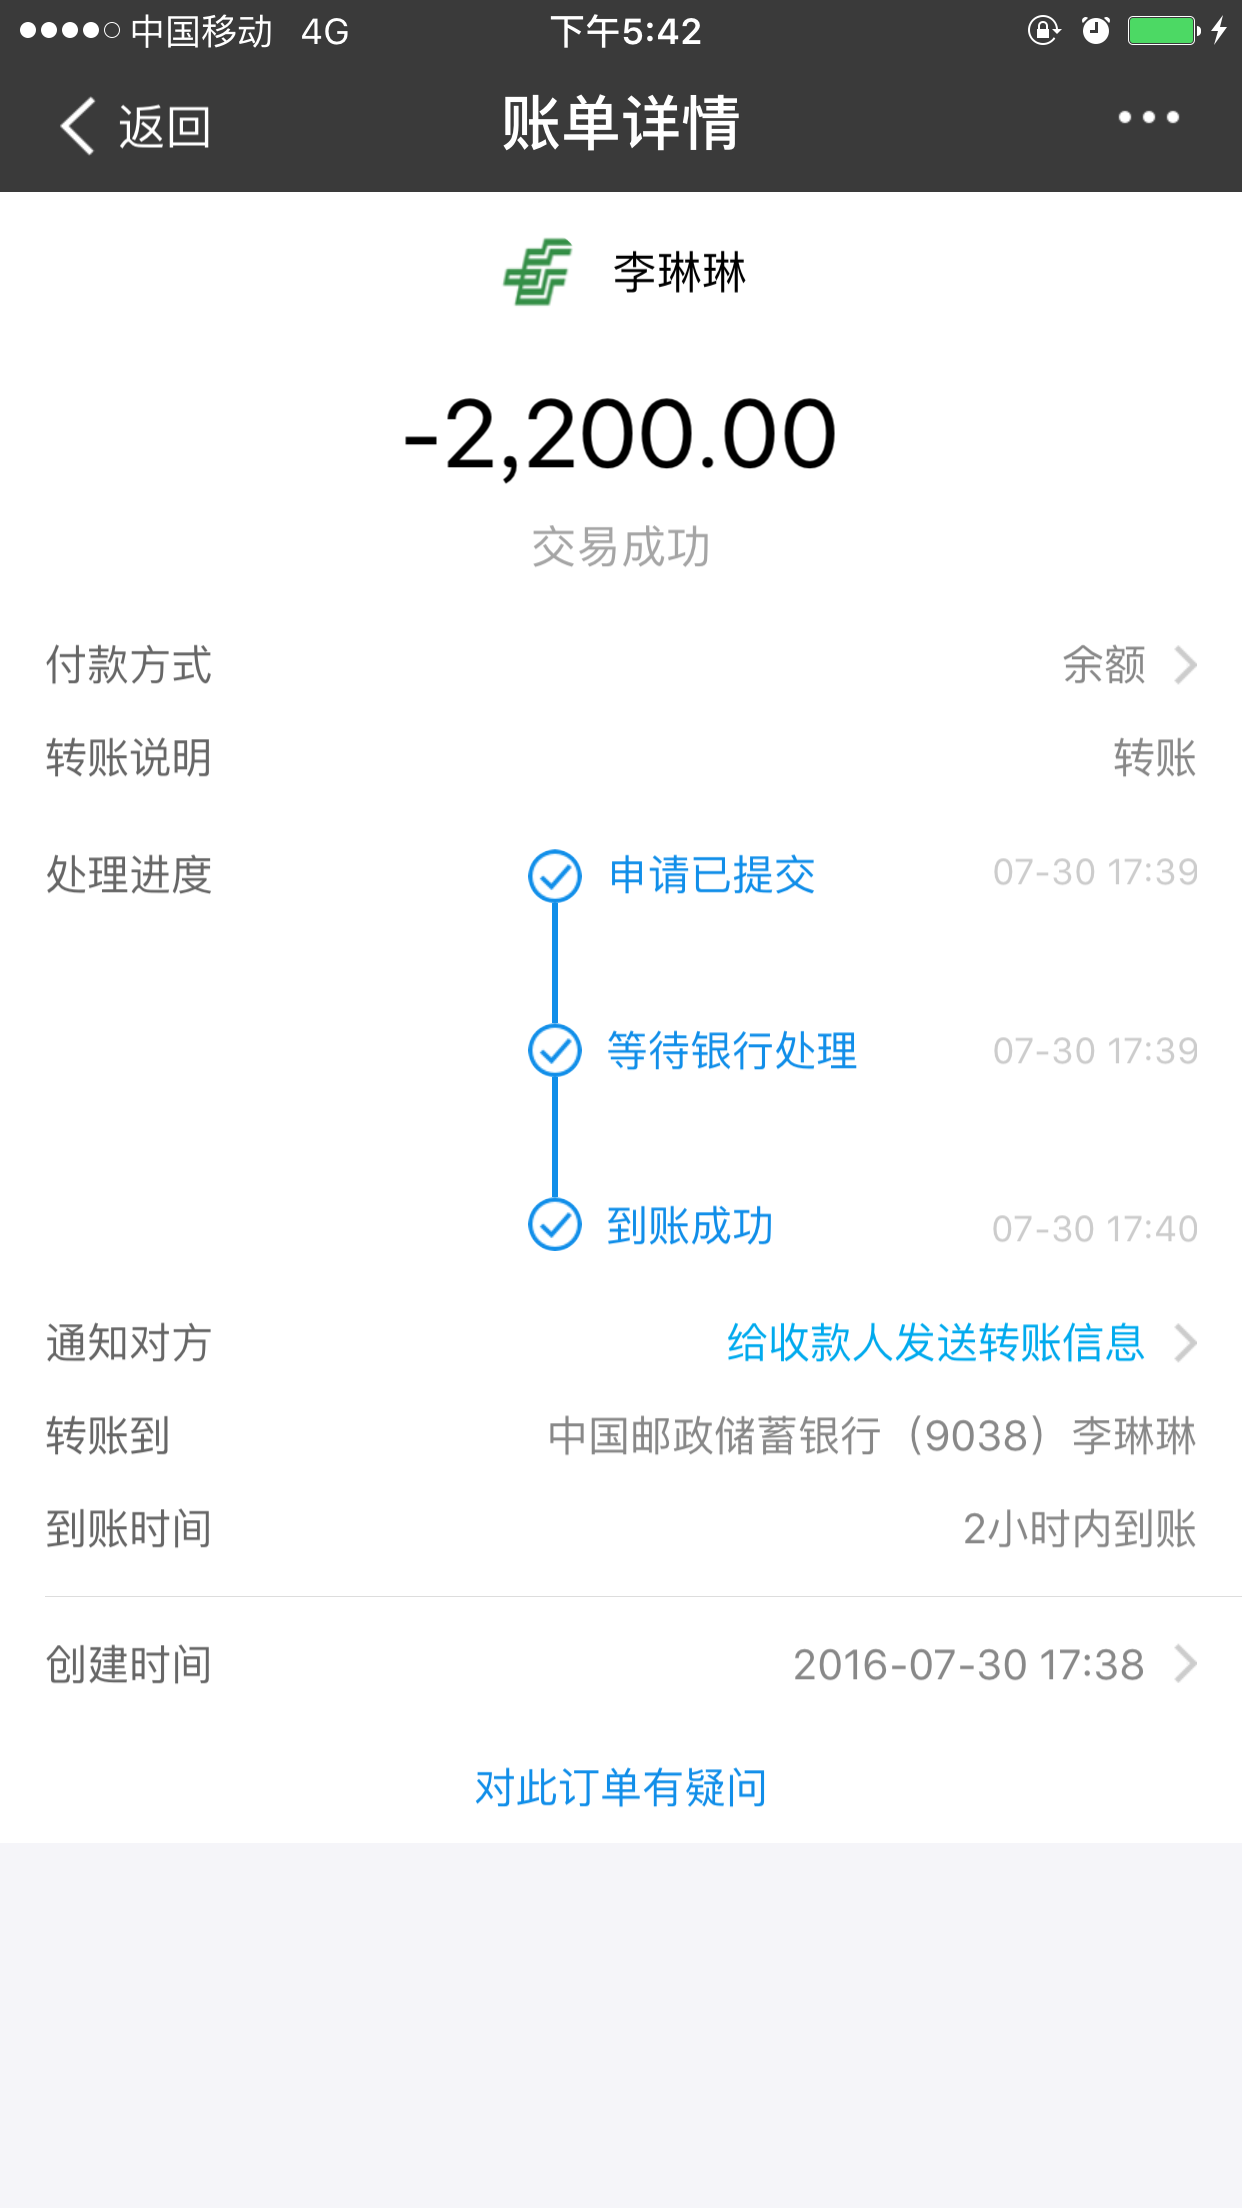 中国移动 4G 下午5:42
返回 账单详情
李琳琳
-2,200.00
交易成功
付款方式 余额
转账说明 转账
处理进度 申请已提交 07-30 17:39
等待银行处理 07-30 17:39
到账成功 07-30 17:40
通知对方 给收款人发送转账信息
转账到 中国邮政储蓄银行（9038）李琳琳
到账时间 2小时内到账
创建时间 2016-07-30 17:38
对此订单有疑问